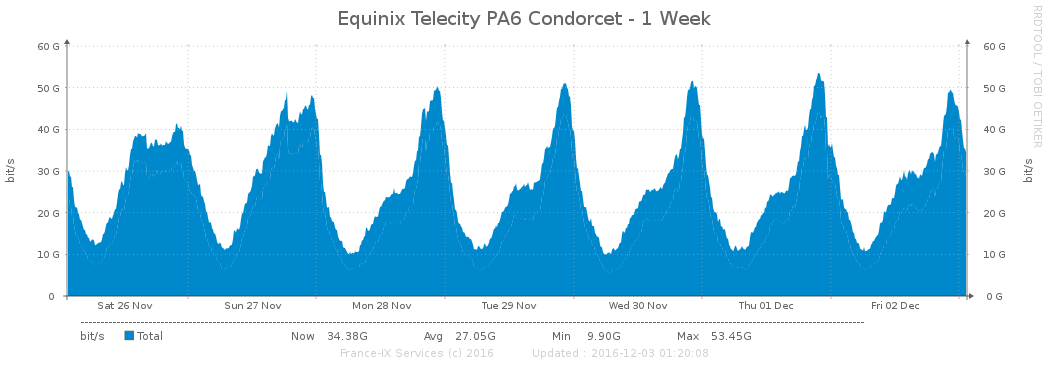 Equinix Telecity PA6 Condorcet - 1 Week
RRDTOOL / TOBI OETIKER
bit/s
60 G
50 G
40 G
30 G
20 G
10 G
0
60 G
50 G
40 G
30 G
20 G
10 G
0 G
bit/s
Sat 26 Nov Sun 27 Nov Mon 28 Nov Tue 29 Nov Wed 30 Nov Thu 01 Dec Fri 02 Dec
bit/s Total Now 34.38G Avg 27.05G Min 9.90G Max 53.45G
France-IX Services (c) 2016 Updated : 2016-12-03 01:20:08